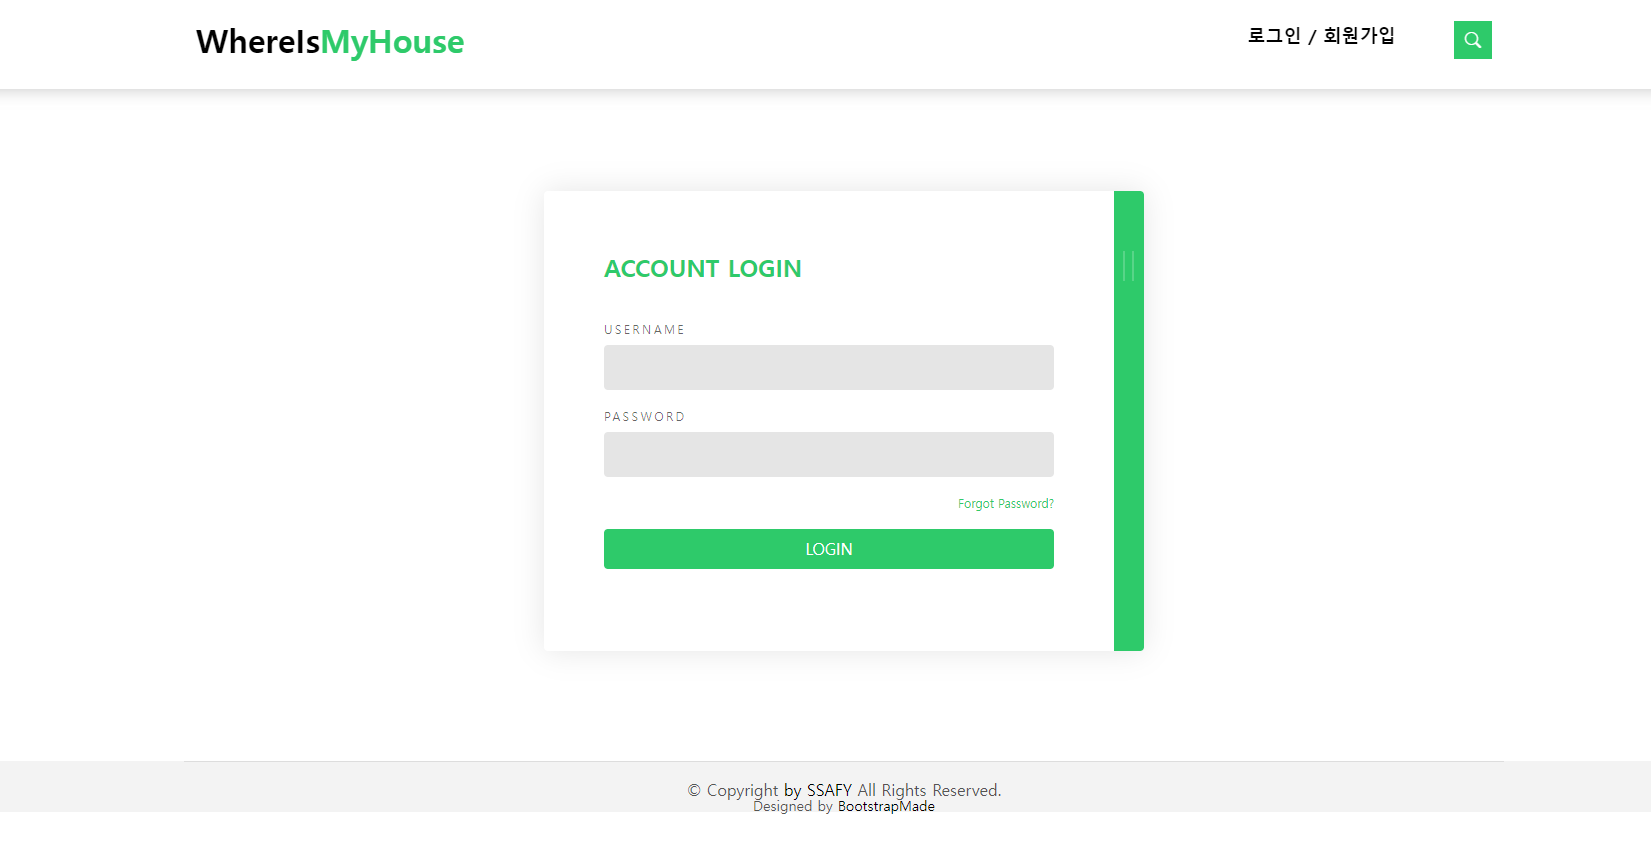 WhereIsMyHouse
로그인 / 회원가입
ACCOUNT LOGIN
USERNAME
PASSWORD
Forgot Password?
LOGIN
© Copyright by SSAFY All Rights Reserved.
Designed by BootstrapMade